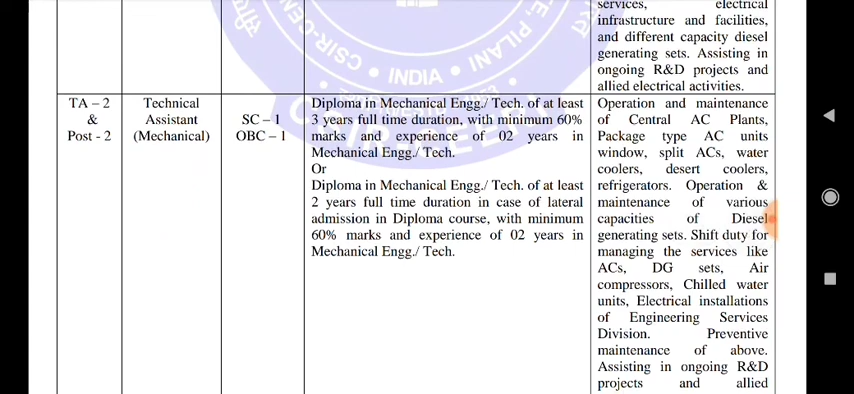 services, electrical
infrastructure and facilities,
and different capacity diesel
generating sets. Assisting in
ongoing R&D projects and
allied electrical activities.
CSIR-CEN
E, PILANI
INDIA
TA – 2
&
Post - 2
Technical
Assistant
(Mechanical)
SC – 1
OBC – 1
Diploma in Mechanical Engg./ Tech. of at least
3 years full time duration, with minimum 60%
marks and experience of 02 years in
Mechanical Engg./ Tech.
Or
Diploma in Mechanical Engg./ Tech. of at least
2 years full time duration in case of lateral
admission in Diploma course, with minimum
60% marks and experience of 02 years in
Mechanical Engg./ Tech.
Operation and maintenance
of Central AC Plants,
Package type AC units
window, split ACs, water
coolers, desert coolers,
refrigerators. Operation &
maintenance of various
capacities of Diesel
generating sets. Shift duty for
managing the services like
ACs, DG sets, Air
compressors, Chilled water
units, Electrical installations
of Engineering Services
Division. Preventive
maintenance of above.
Assisting in ongoing R&D
projects and allied